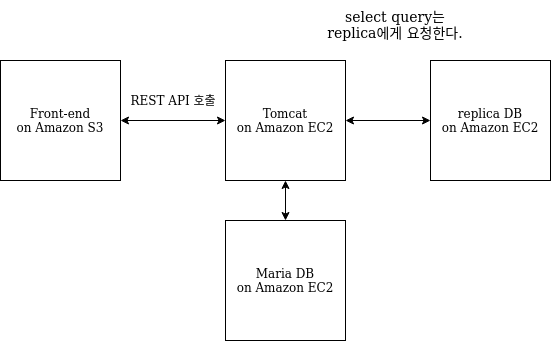 select query는
replica에게 요청한다.
Front-end
on Amazon S3
REST API 호출
Tomcat
on Amazon EC2
replica DB
on Amazon EC2
Maria DB
on Amazon EC2